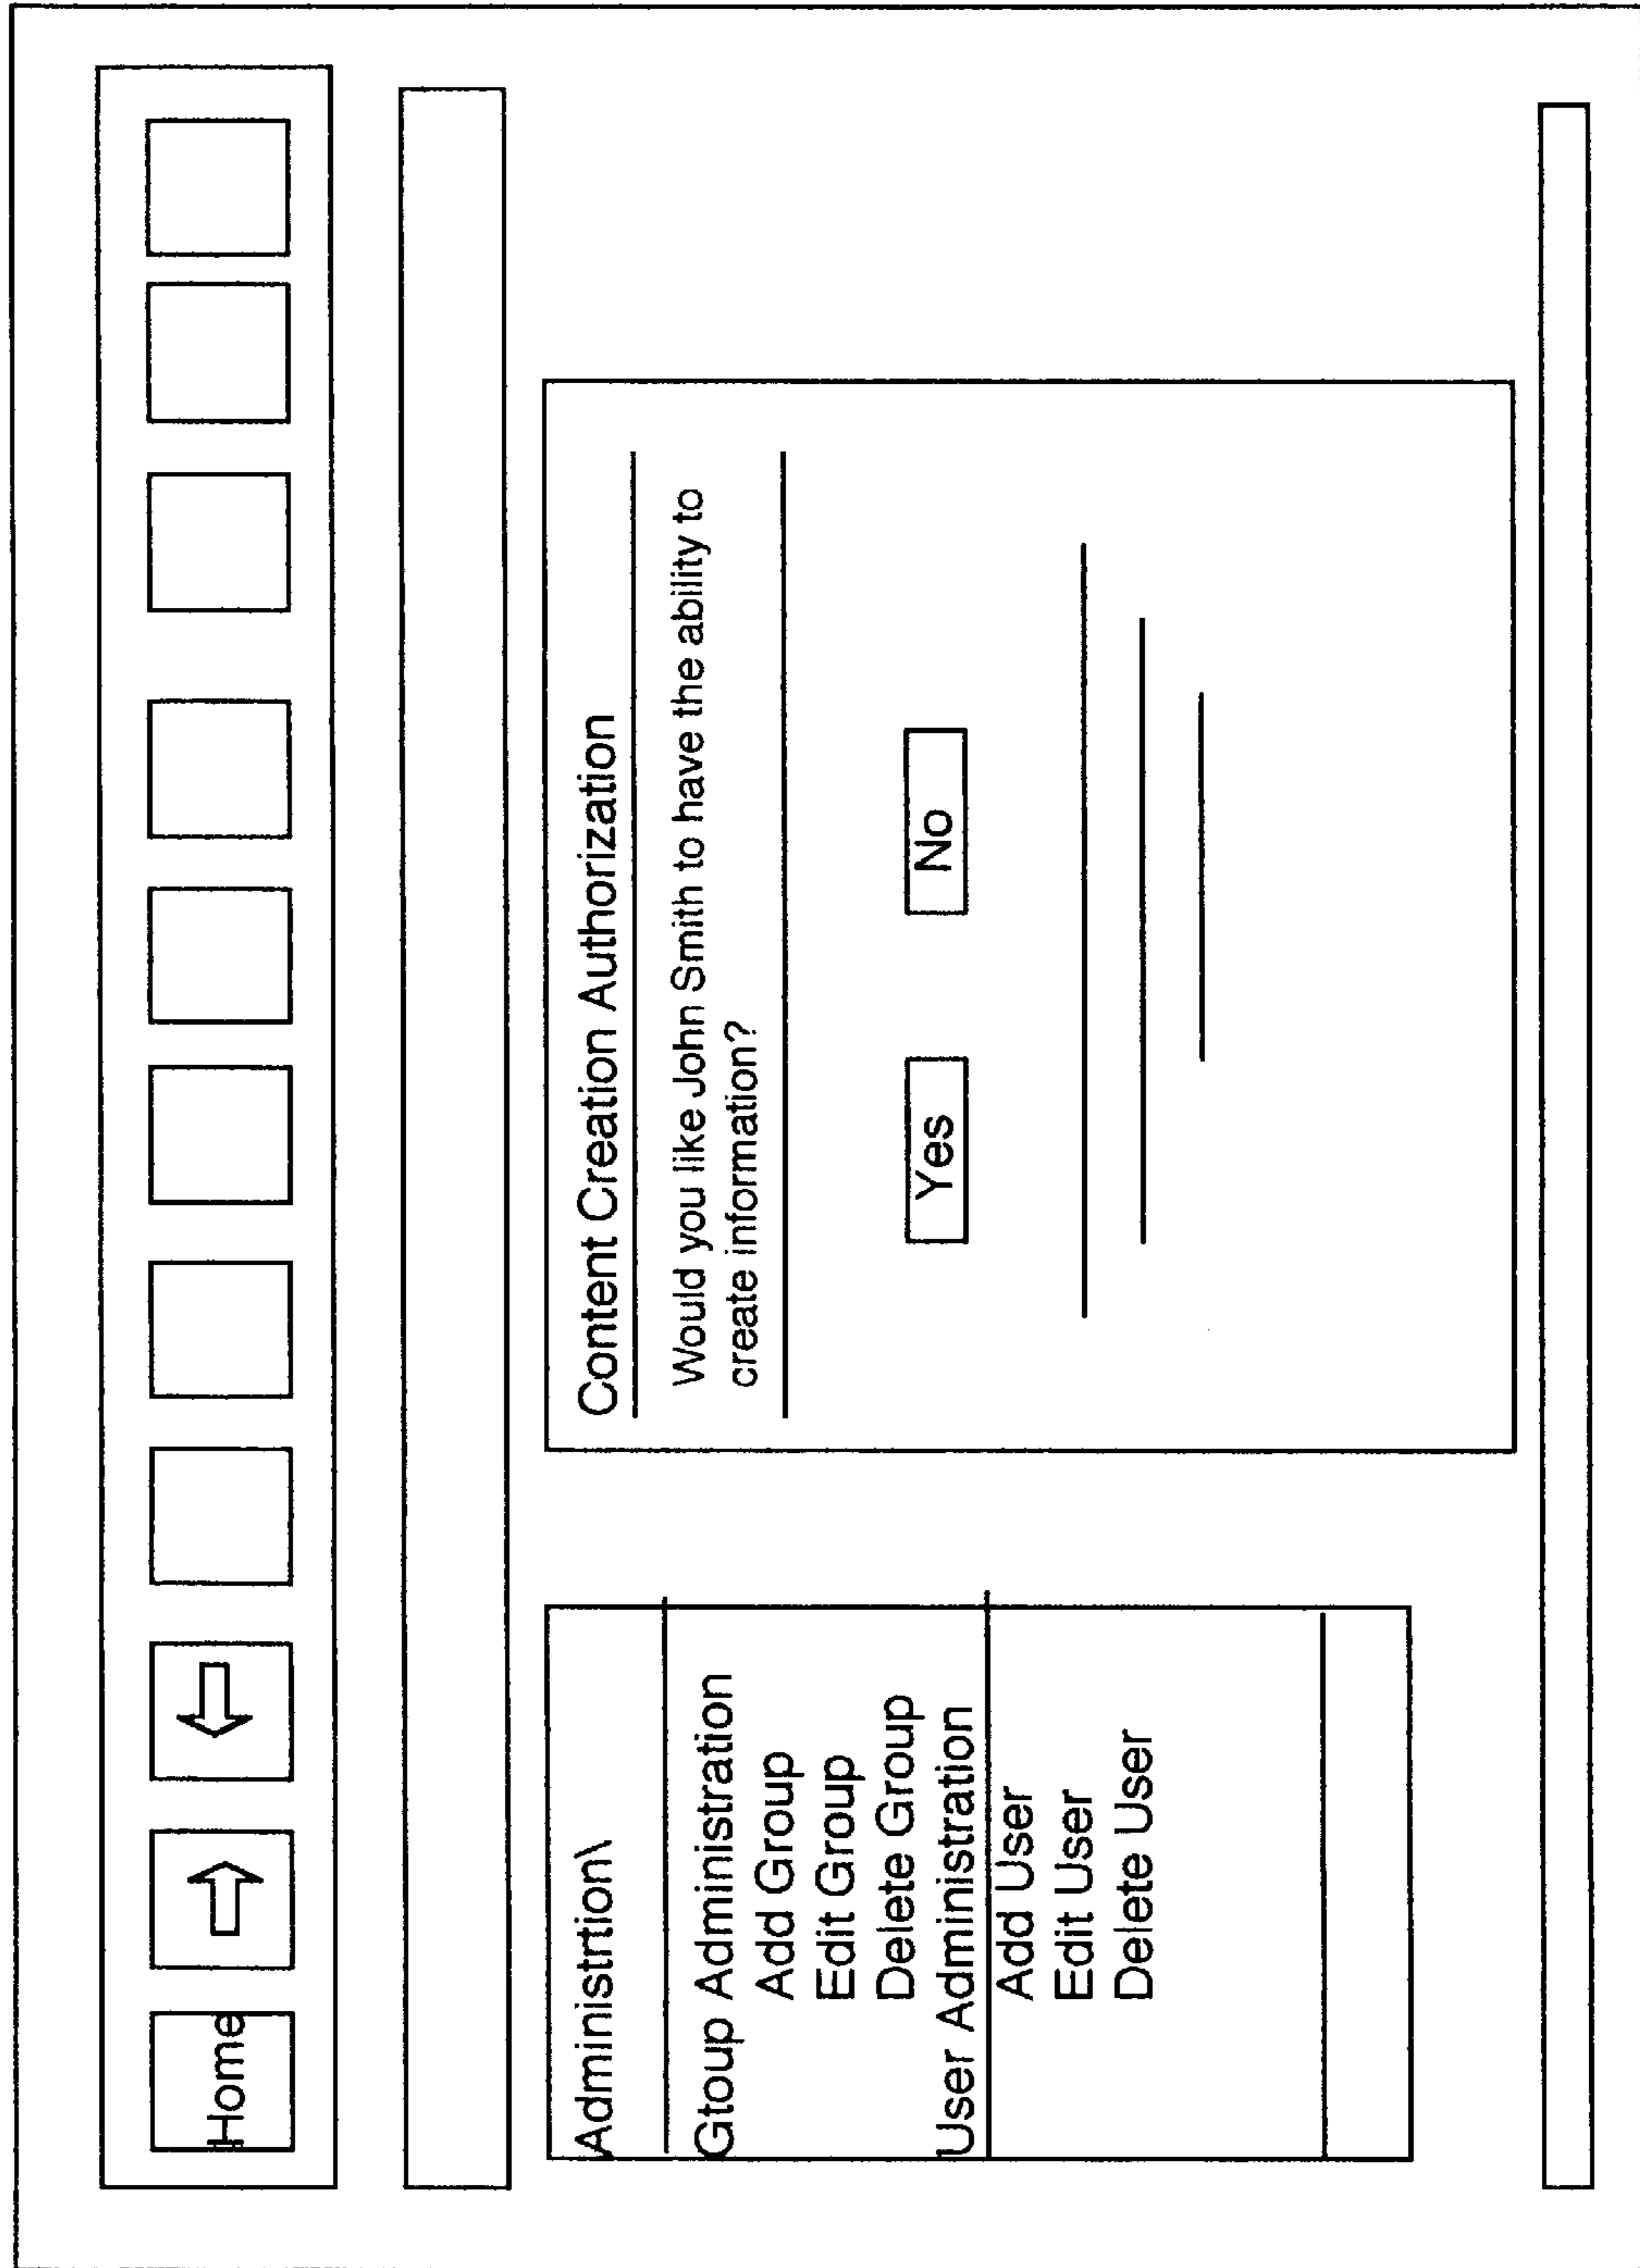 Home
Administrtion\
Gtoup Administration
Add Group
Edit Group
Delete Group
User Administration
Add User
Edit User
Delete User
Content Creation Authorization
Would you like John Smith to have the ability to
create information?
Yes
No